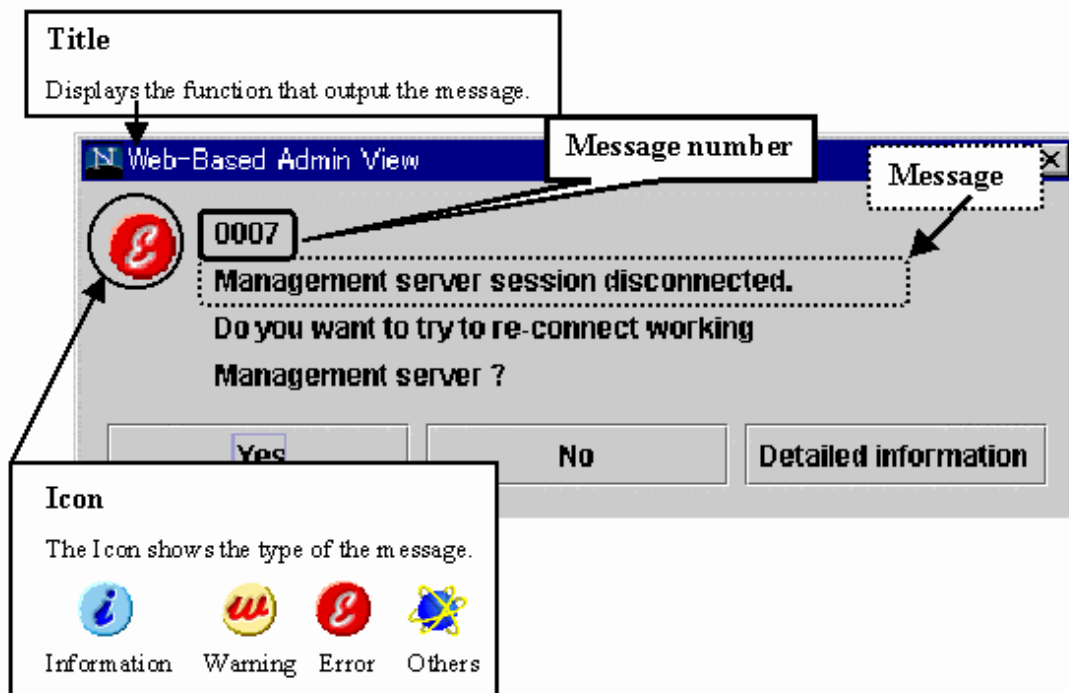 Title
Displays the function that output the message.
Web-Based Admin View
Message number
Message
0007
Management server session disconnected.
Do you want to try to re-connect working
Management server ?
Yes
No
Detailed information
Icon
The Icon shows the type of the message.
Information Warning Error Others